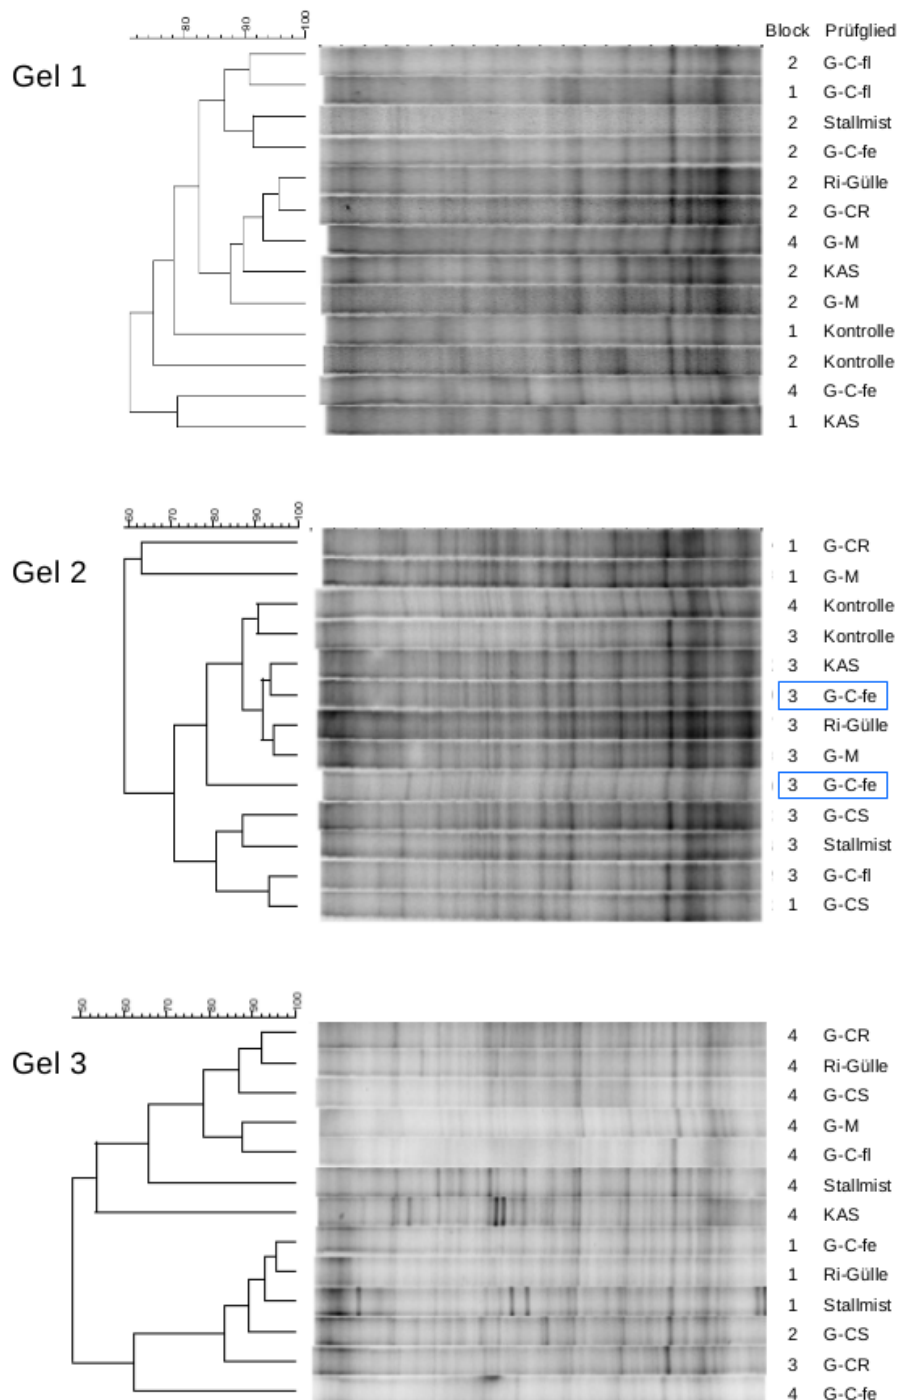 80 90 100
Block Prüfglied
Gel 1
2 G-C-fl
1 G-C-fl
2 Stallmist
2 G-C-fe
2 Ri-Gülle
2 G-CR
4 G-M
2 KAS
2 G-M
1 Kontrolle
2 Kontrolle
4 G-C-fe
1 KAS
60 70 80 90 100
Gel 2
1 G-CR
1 G-M
4 Kontrolle
3 Kontrolle
3 KAS
3 G-C-fe
3 Ri-Gülle
3 G-M
3 G-C-fe
3 G-CS
3 Stallmist
3 G-C-fl
1 G-CS
50 60 70 80 90 100
Gel 3
4 G-CR
4 Ri-Gülle
4 G-CS
4 G-M
4 G-C-fl
4 Stallmist
4 KAS
1 G-C-fe
1 Ri-Gülle
1 Stallmist
2 G-CS
3 G-CR
4 G-C-fe